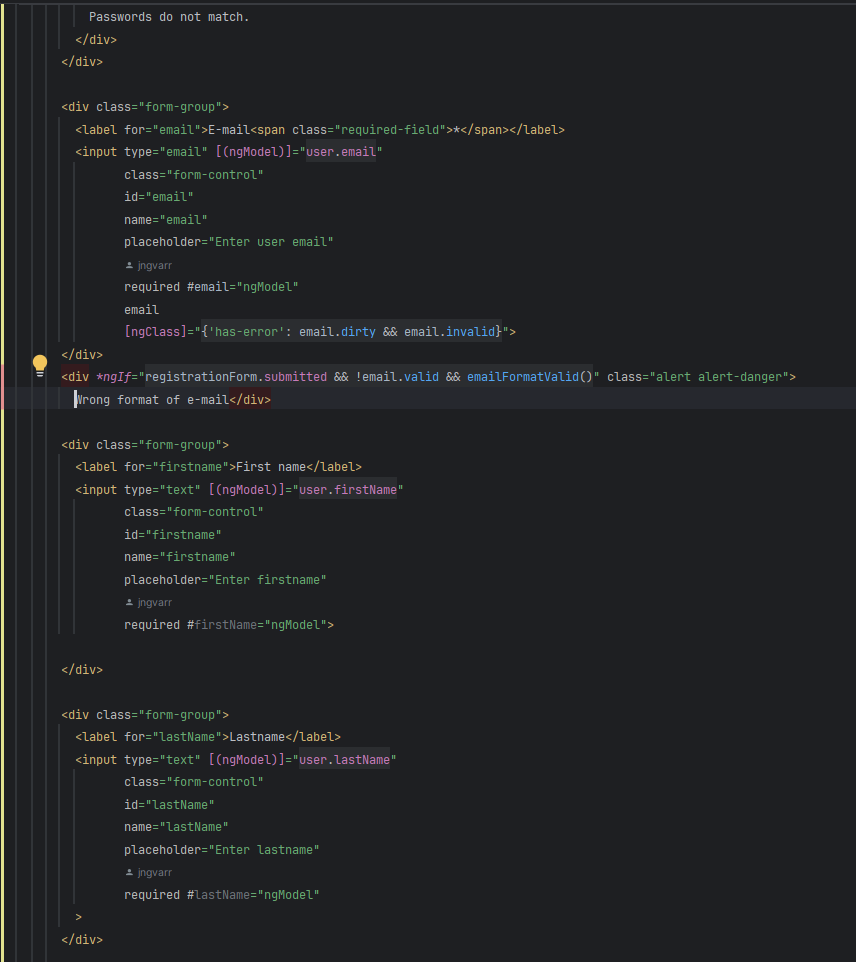 Passwords do not match.
</div>
</div>
<div class="form-group">
<label for="email">E-mail<span class="required-field">*</span></label>
<input type="email" [(ngModel)]="user.email"
class="form-control"
id="email"
name="email"
placeholder="Enter user email"
jngvarr
required #email="ngModel"
email
[ngClass]="{'has-error': email.dirty && email.invalid}">
</div>
<div *ngIf="registrationForm.submitted && !email.valid && emailFormatValid()" class="alert alert-danger">
Wrong format of e-mail</div>
<div class="form-group">
<label for="firstname">First name</label>
<input type="text" [(ngModel)]="user.firstName"
class="form-control"
id="firstname"
name="firstname"
placeholder="Enter firstname"
jngvarr
required #firstName="ngModel">
</div>
<div class="form-group">
<label for="lastName">Lastname</label>
<input type="text" [(ngModel)]="user.lastName"
class="form-control"
id="lastName"
name="lastName"
placeholder="Enter lastname"
jngvarr
required #lastName="ngModel"
>
</div>